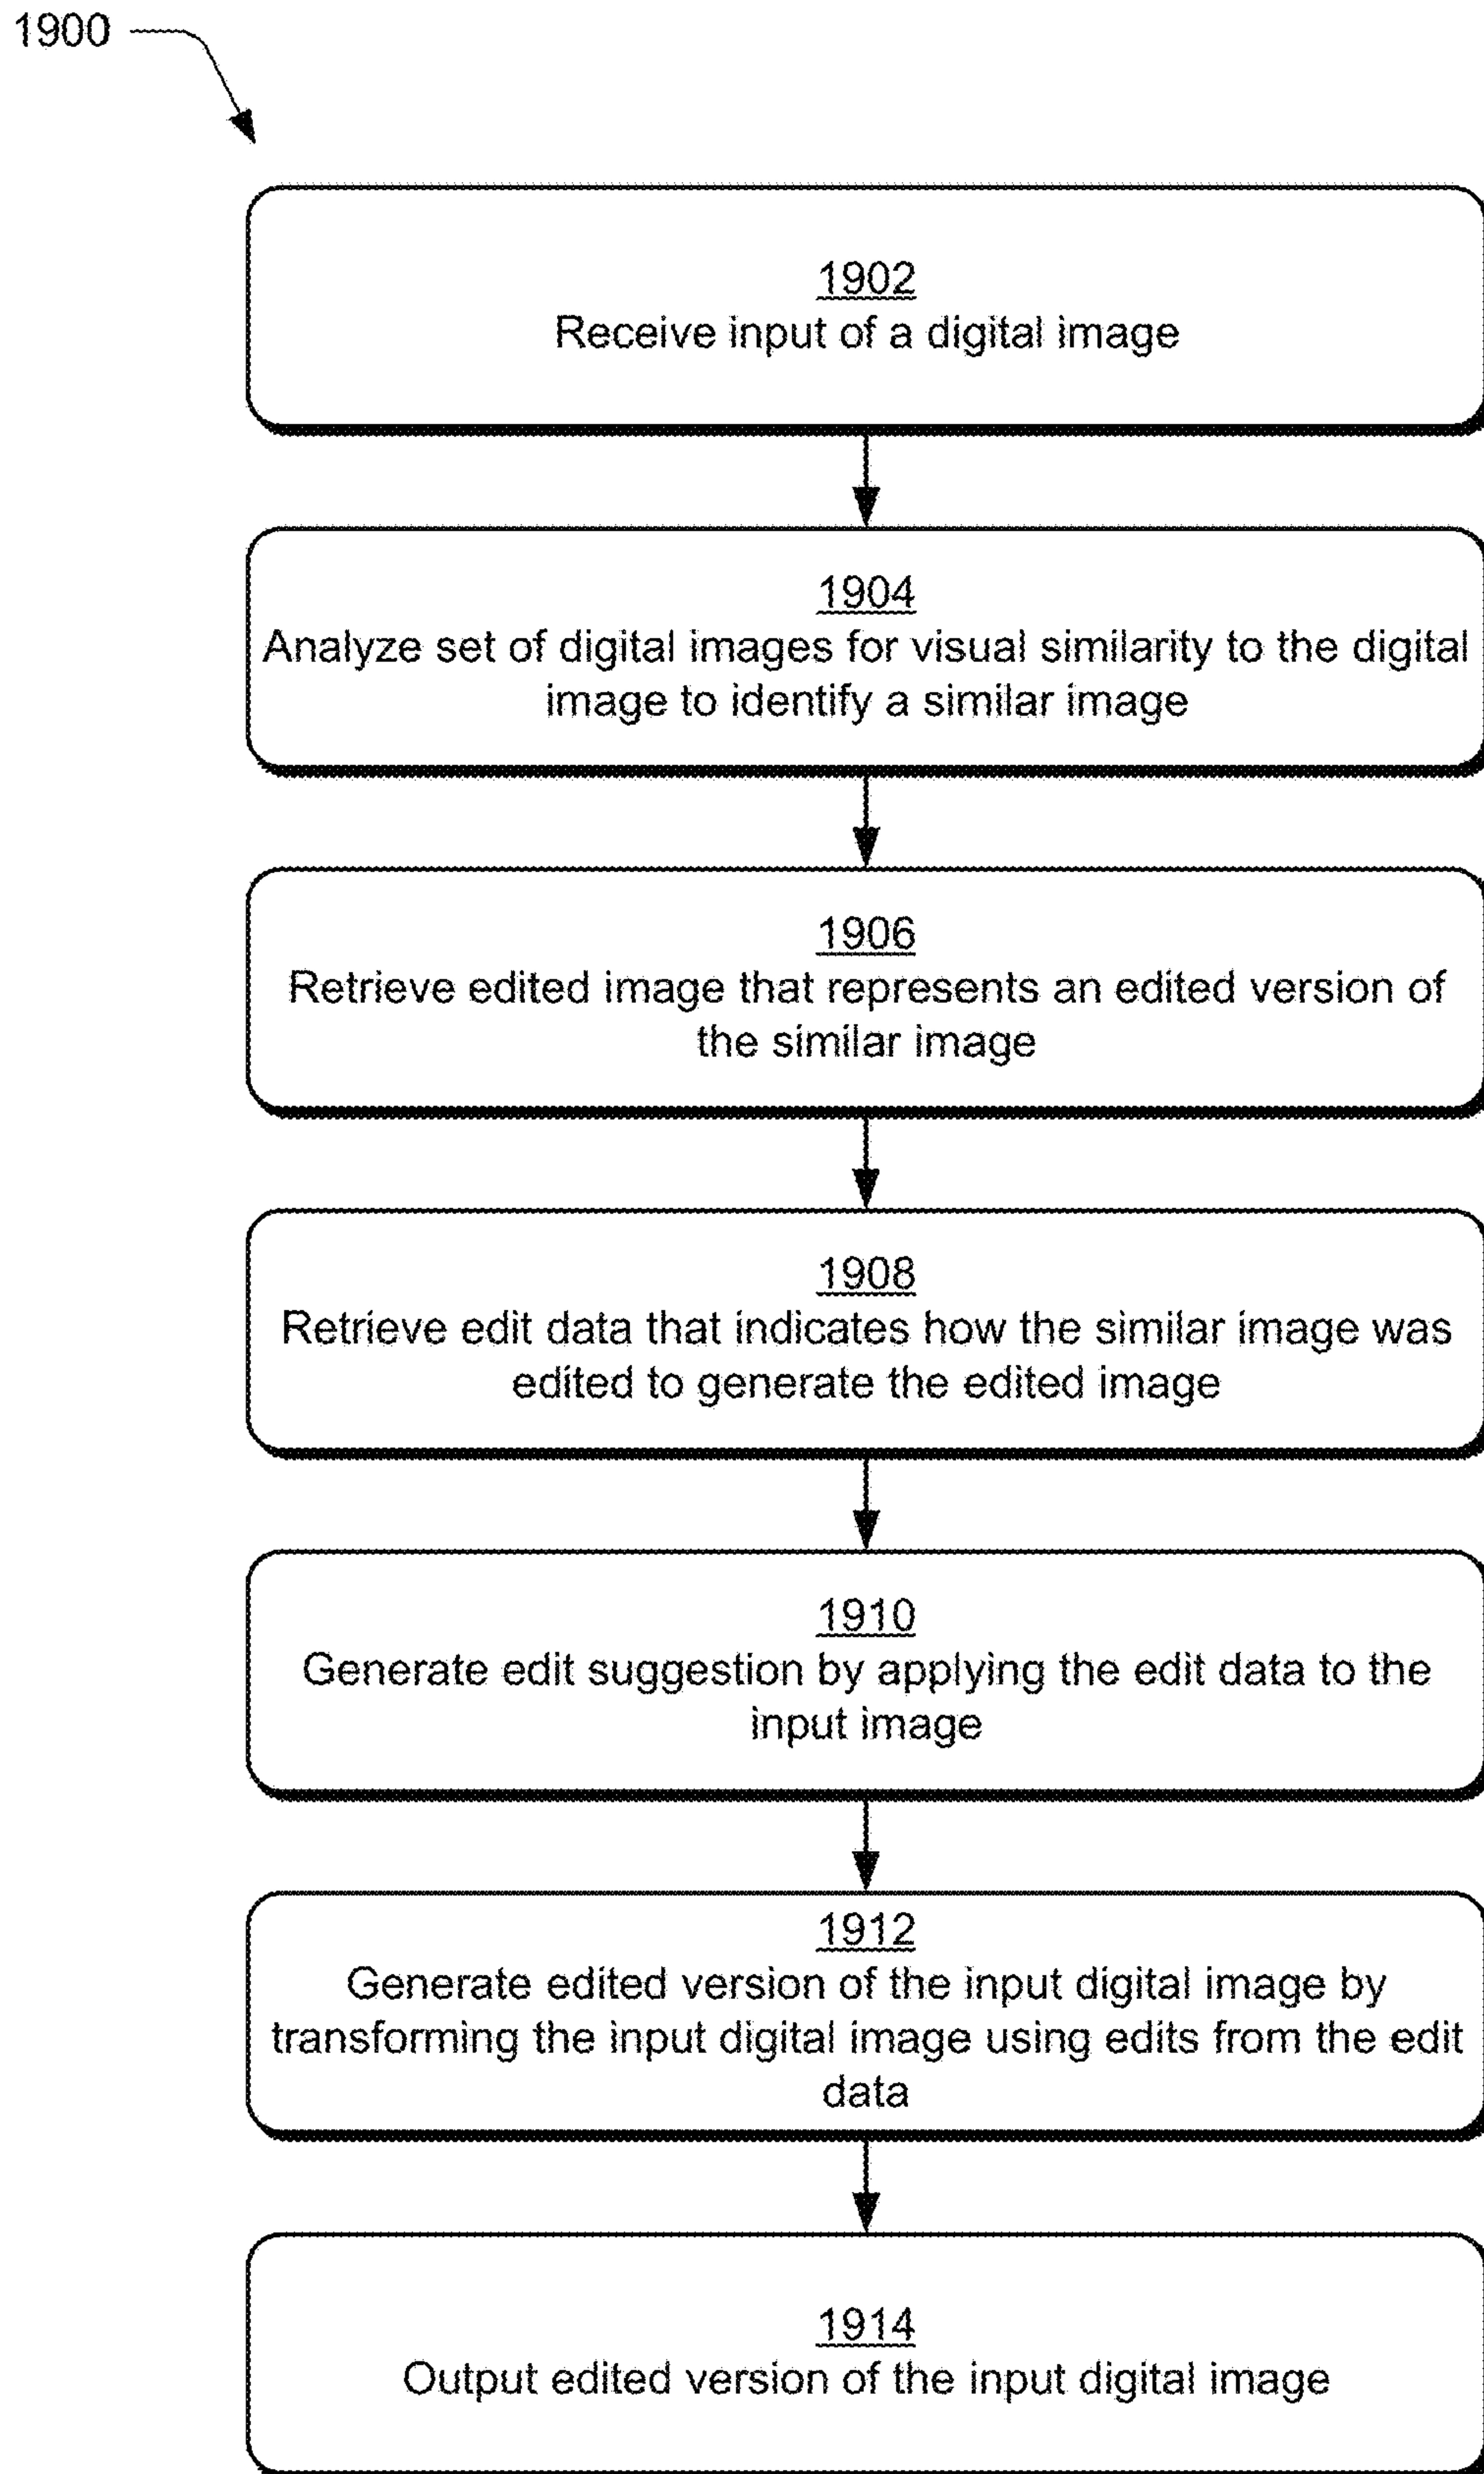 1900
1902
Receive input of a digital image
1904
Analyze set of digital images for visual similarity to the digital
image to identify a similar image
1906
Retrieve edited image that represents an edited version of
the similar image
1908
Retrieve edit data that indicates how the similar image was
edited to generate the edited image
1910
Generate edit suggestion by applying the edit data to the
input image
1912
Generate edited version of the input digital image by
transforming the input digital image using edits from the edit
data
1914
Output edited version of the input digital image